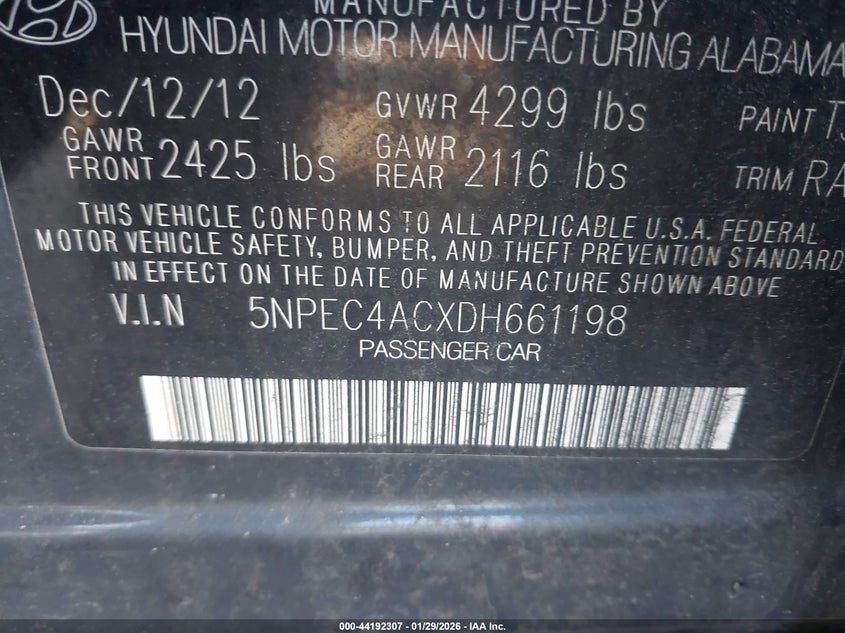 MANUFACTURED BY
HYUNDAI MOTOR MANUFACTURING ALABAMA
Dec/12/12 GVWR 4299 lbs PAINT
GAWR FRONT 2425 lbs GAWR REAR 2116 lbs TRIM RA
THIS VEHICLE CONFORMS TO ALL APPLICABLE U.S.A. FEDERAL
MOTOR VEHICLE SAFETY, BUMPER, AND THEFT PREVENTION STANDARD
IN EFFECT ON THE DATE OF MANUFACTURE SHOWN ABOVE
V.I.N 5NPEC4ACXDH661198
PASSENGER CAR
000-44192307 - 01/29/2026 - IAA Inc.